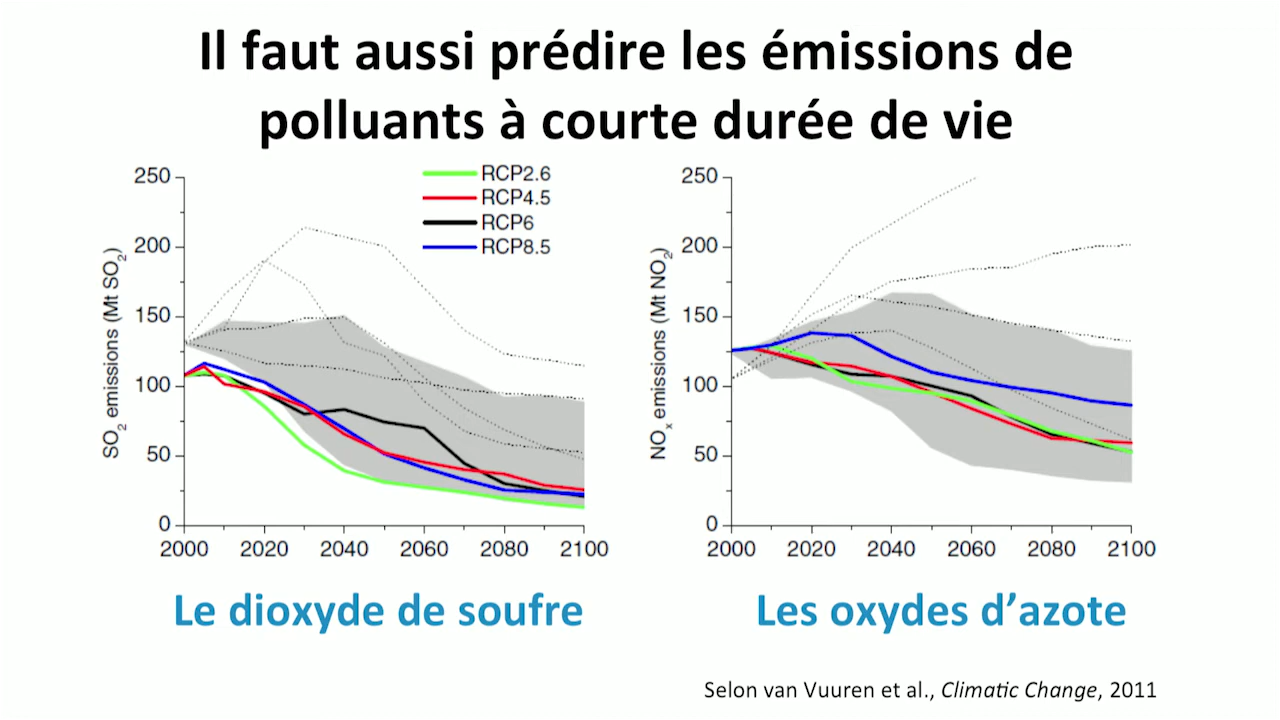 Il faut aussi prédire les émissions de
polluants à courte durée de vie
RCP2.6
RCP4.5
RCP6
RCP8.5
SO₂ emissions (Mt SO₂)
250
200
150
100
50
0
2000 2020 2040 2060 2080 2100
NOₓ emissions (Mt NO₂)
250
200
150
100
50
0
2000 2020 2040 2060 2080 2100
Le dioxyde de soufre
Les oxydes d’azote
Selon van Vuuren et al., Climatic Change, 2011